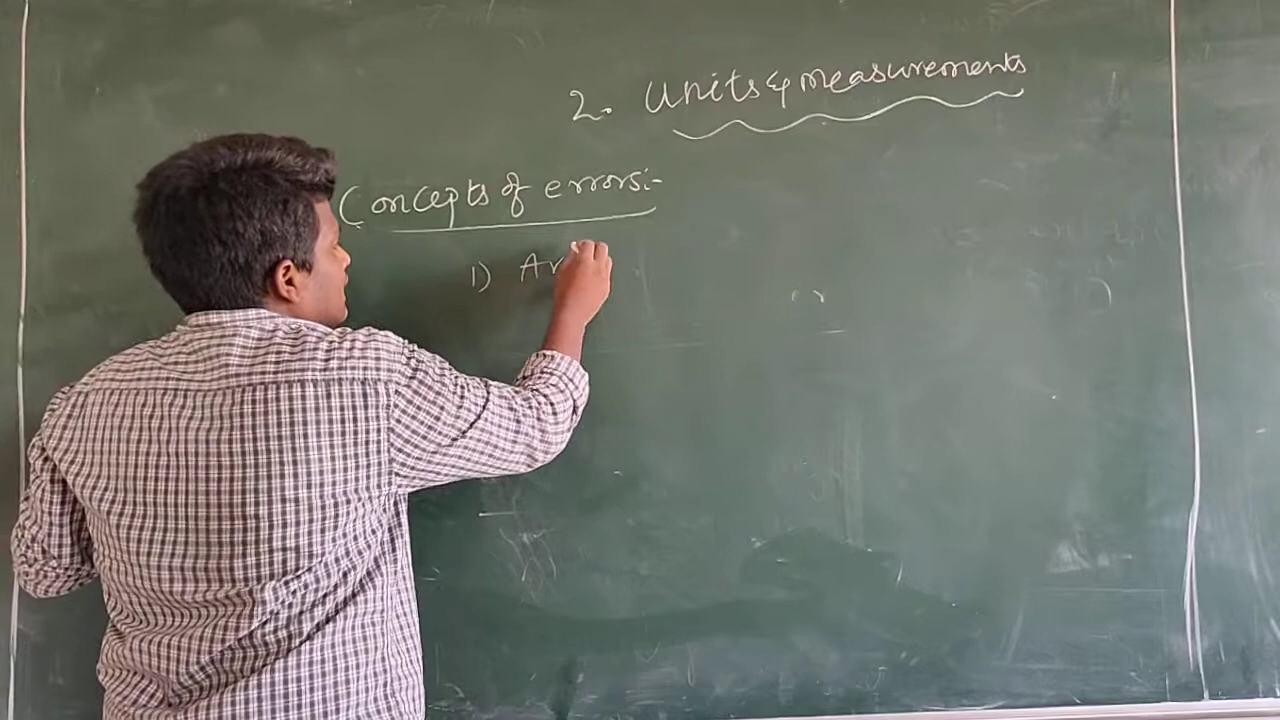 2. Units & measurements
Concepts of errors:-
1) Ar